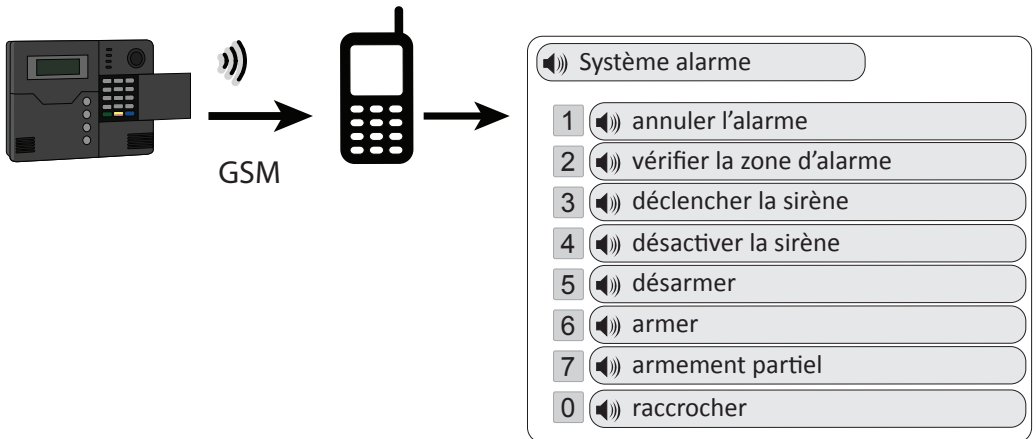 GSM
Système alarme
1 annuler l'alarme
2 vérifier la zone d'alarme
3 déclencher la sirène
4 désactiver la sirène
5 désarmer
6 armer
7 armement partiel
0 raccrocher